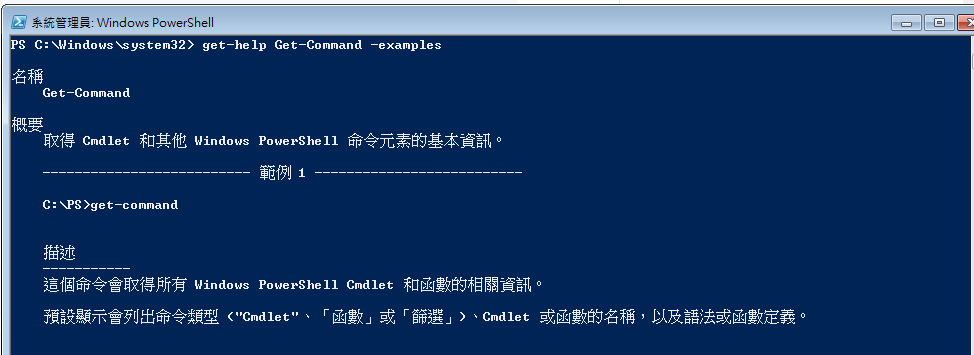 系統管理員: Windows PowerShell
PS C:\Windows\system32> get-help Get-Command -examples
名稱
Get-Command
概要
取得 Cmdlet 和其他 Windows PowerShell 命令元素的基本資訊。
-------------------------- 範例 1 --------------------------
C:\PS>get-command
描述
-----------
這個命令會取得所有 Windows PowerShell Cmdlet 和函數的相關資訊。
預設顯示會列出命令類型 ("Cmdlet"、「函數」或「篩選」)、Cmdlet 或函數的名稱，以及語法或函數定義。